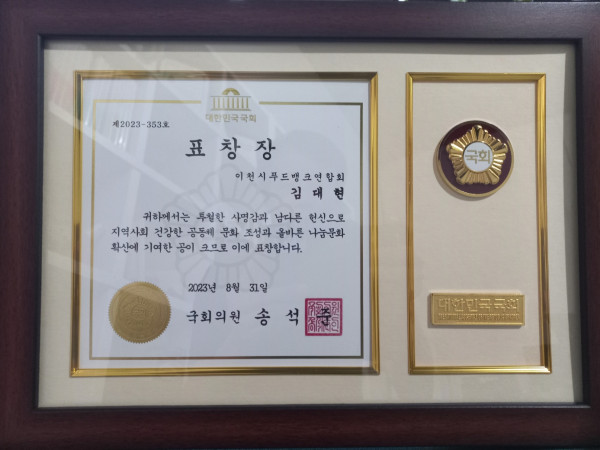 대한민국국회
제2023-353호
표 창 장
이천시푸드뱅크연합회
김 대 현
귀하께서는 투철한 사명감과 남다른 헌신으로
지역사회 건강한 공동체 문화 조성과 올바른 나눔문화
확산에 기여한 공이 크므로 이에 표창합니다.
2023년 8월 31일
국회의원 송 석 준
국회
대한민국국회